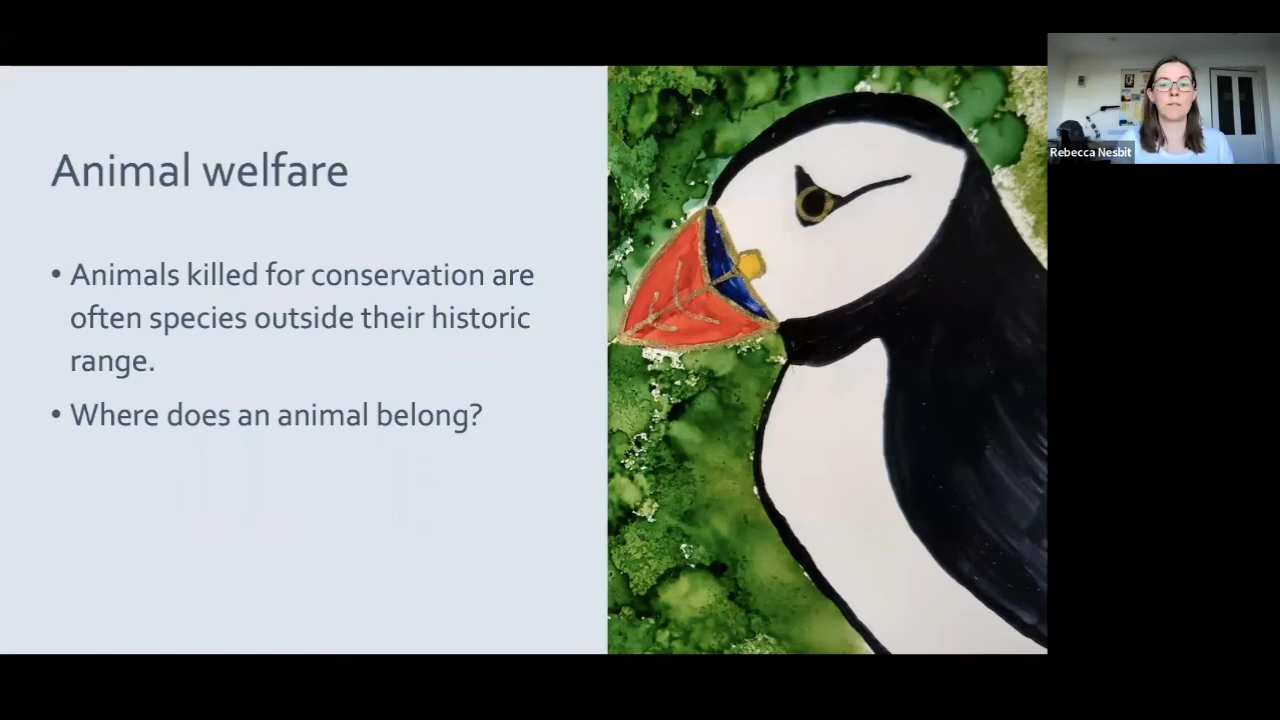 Animal welfare
• Animals killed for conservation are
often species outside their historic
range.
• Where does an animal belong?
Rebecca Nesbit